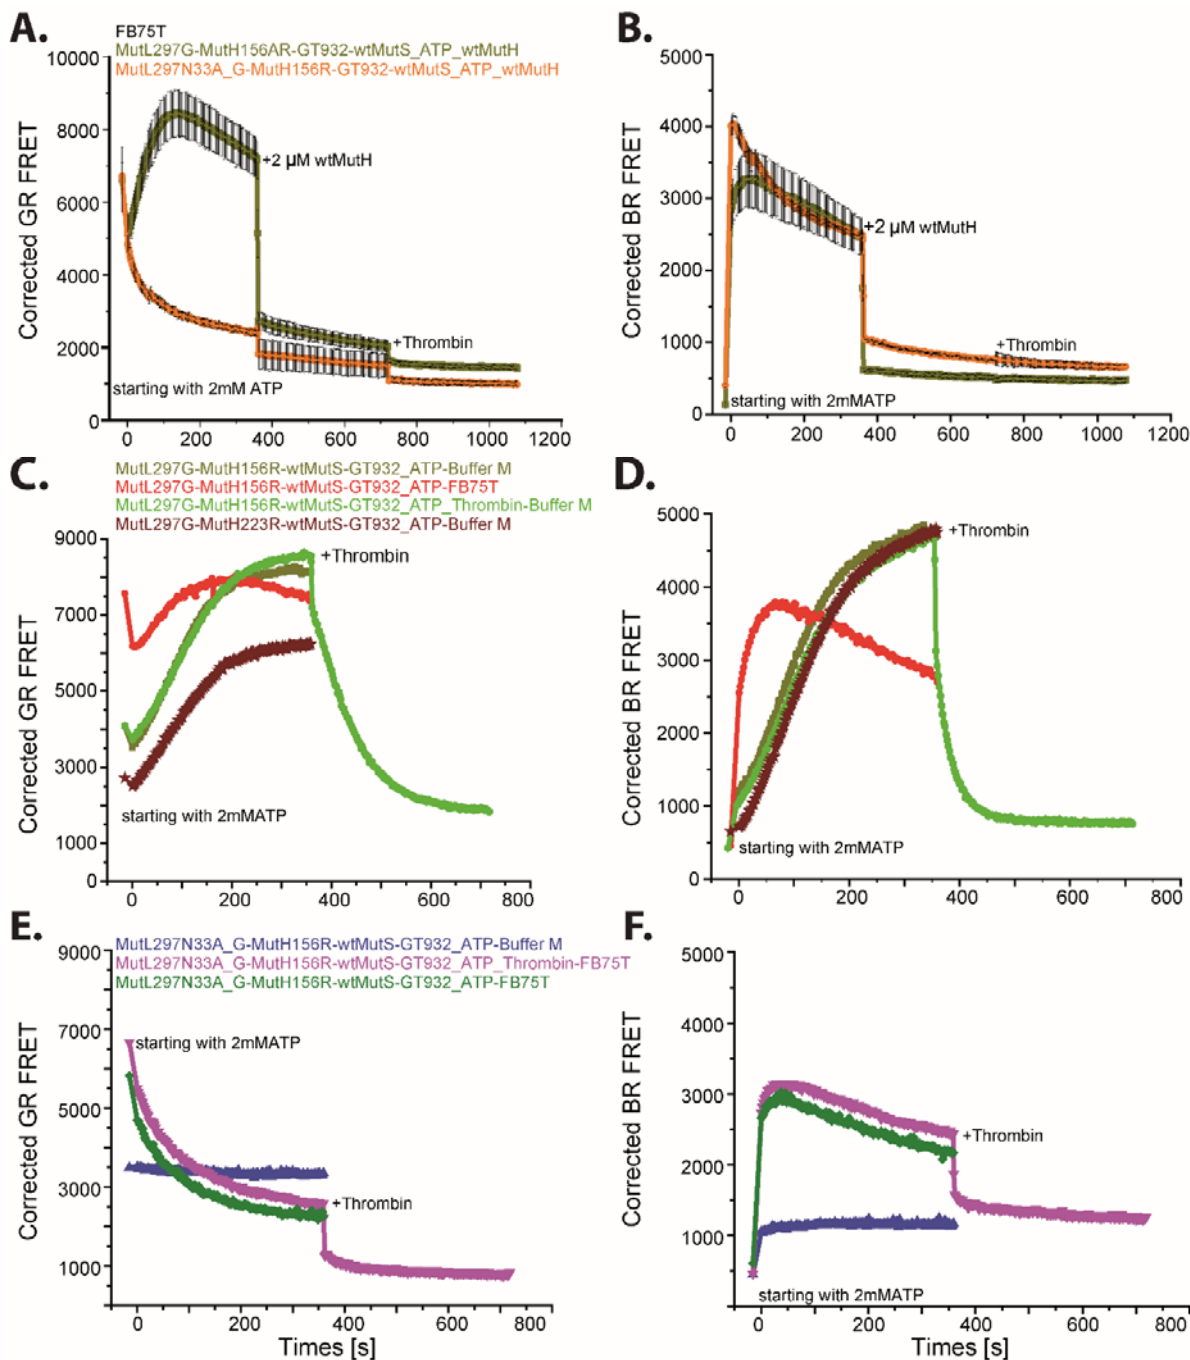 A.
FB75T
MutL297G-MutH156AR-GT932-wtMutS_ATP_wtMutH
MutL297N33A_G-MutH156R-GT932-wtMutS_ATP_wtMutH
Corrected GR FRET
10000
8000
6000
4000
2000
0
+2 µM wtMutH
+Thrombin
starting with 2mM ATP
0 200 400 600 800 1000 1200
B.
Corrected BR FRET
5000
4000
3000
2000
1000
0
+2 µM wtMutH
+Thrombin
starting with 2mMATP
0 200 400 600 800 1000 1200
C.
MutL297G-MutH156R-wtMutS-GT932_ATP-Buffer M
MutL297G-MutH156R-wtMutS-GT932_ATP-FB75T
MutL297G-MutH156R-wtMutS-GT932_ATP_Thrombin-Buffer M
MutL297G-MutH223R-wtMutS-GT932_ATP-Buffer M
Corrected GR FRET
9000
7000
5000
3000
1000
0
+Thrombin
starting with 2mMATP
0 200 400 600 800
D.
Corrected BR FRET
5000
4000
3000
2000
1000
0
+Thrombin
starting with 2mMATP
0 200 400 600 800
E.
MutL297N33A_G-MutH156R-wtMutS-GT932_ATP-Buffer M
MutL297N33A_G-MutH156R-wtMutS-GT932_ATP_Thrombin-FB75T
MutL297N33A_G-MutH156R-wtMutS-GT932_ATP-FB75T
Corrected GR FRET
9000
7000
5000
3000
1000
starting with 2mMATP
+Thrombin
0 200 400 600 800
Times [s]
F.
Corrected BR FRET
5000
4000
3000
2000
1000
0
+Thrombin
starting with 2mMATP
0 200 400 600 800
Times [s]